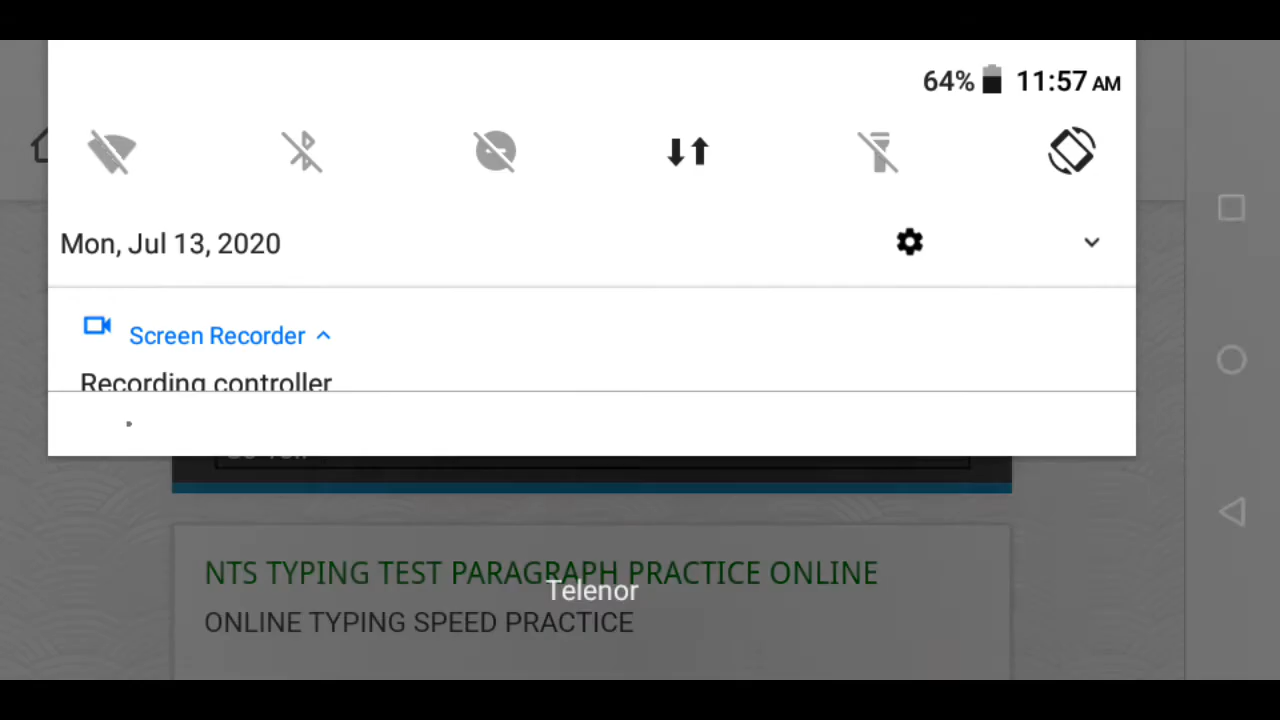 64% 11:57 AM
Mon, Jul 13, 2020
Screen Recorder
Recording controller
NTS TYPING TEST PARAGRAPH PRACTICE ONLINE
Telenor
ONLINE TYPING SPEED PRACTICE